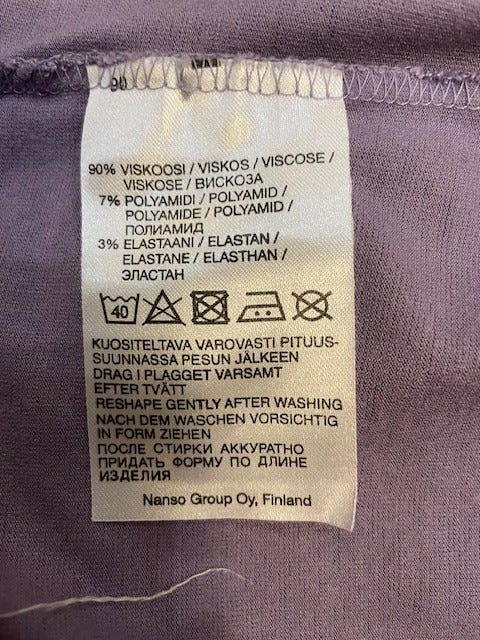 90% VISKOOSI / VISKOS / VISCOSE /
VISKOSE / ВИСКОЗА
7% POLYAMIDI / POLYAMID /
POLYAMIDE / POLYAMID /
ПОЛИАМИД
3% ELASTAANI / ELASTAN /
ELASTANE / ELASTHAN /
ЭЛАСТАН
40
KUOSITELTAVA VAROVASTI PITUUS-
SUUNNASSA PESUN JÄLKEEN
DRAG I PLAGGET VARSAMT
EFTER TVÄTT
RESHAPE GENTLY AFTER WASHING
NACH DEM WASCHEN VORSICHTIG
IN FORM ZIEHEN
ПОСЛЕ СТИРКИ АККУРАТНО
ПРИДАТЬ ФОРМУ ПО ДЛИНЕ
ИЗДЕЛИЯ
Nanso Group Oy, Finland